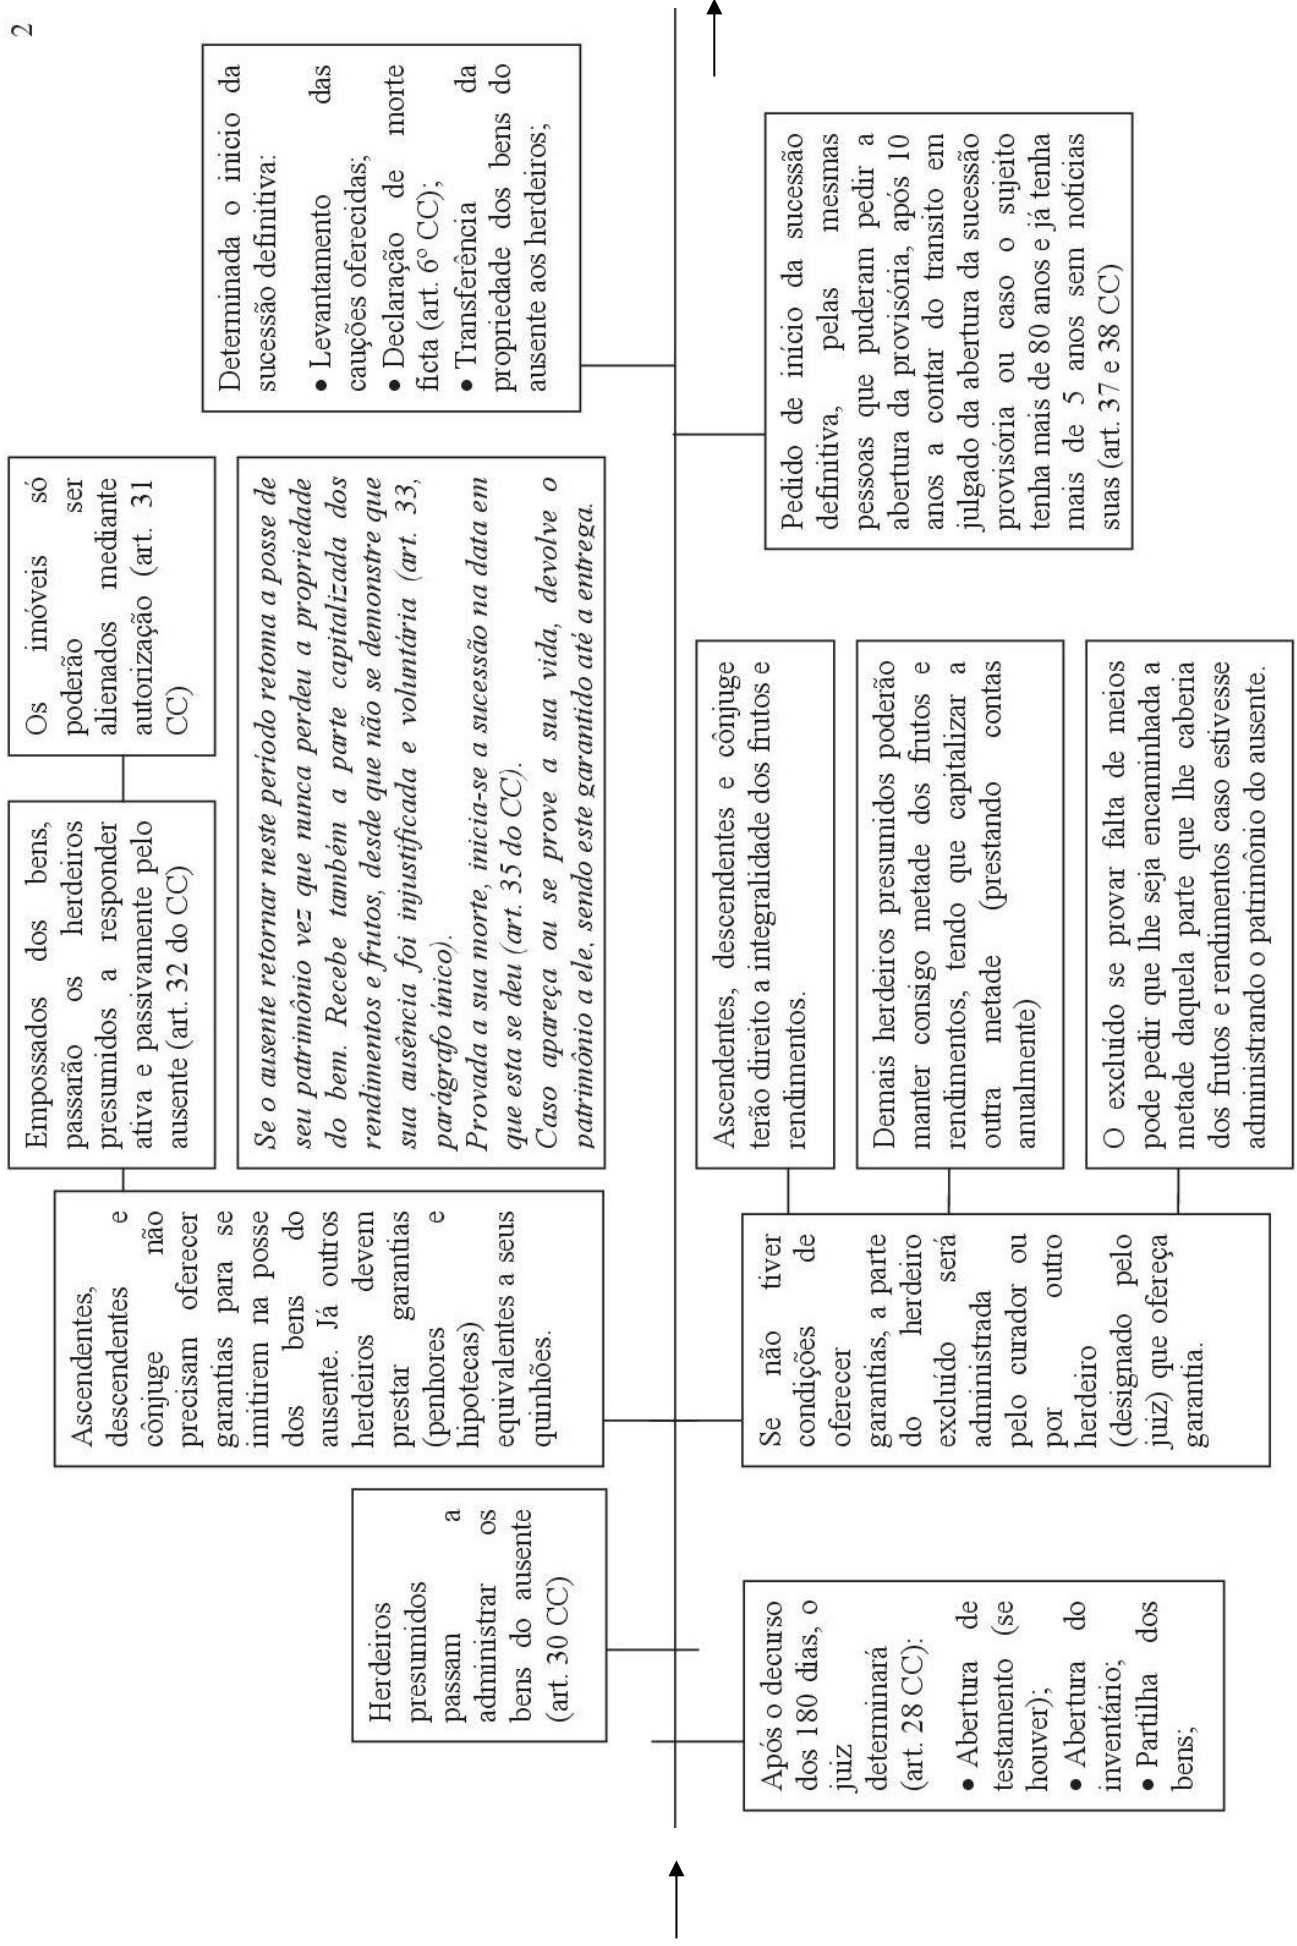 2
Após o decurso
dos 180 dias, o
juiz
determinará
(art. 28 CC):
• Abertura de
testamento (se
houver);
• Abertura do
inventário;
• Partilha dos
bens;
Herdeiros
presumidos
passam a
administrar os
bens do ausente
(art. 30 CC)
Ascendentes,
descendentes e
cônjuge não
precisam oferecer
garantias para se
imitirem na posse
dos bens do
ausente. Já outros
herdeiros devem
prestar garantias
(penhores e
hipotecas)
equivalentes a seus
quinhões.
Se não tiver
condições de
oferecer
garantias, a parte
do herdeiro
excluído será
administrada
pelo curador ou
por outro
herdeiro
(designado pelo
juiz) que ofereça
garantia.
Empossados dos bens,
passarão os herdeiros
presumidos a responder
ativa e passivamente pelo
ausente (art. 32 do CC)
Os imóveis só
poderão ser
alienados mediante
autorização (art. 31
CC)
Se o ausente retornar neste período retoma a posse de
seu patrimônio vez que nunca perdeu a propriedade
do bem. Recebe também a parte capitalizada dos
rendimentos e frutos, desde que não se demonstre que
sua ausência foi injustificada e voluntária (art. 33,
parágrafo único).
Provada a sua morte, inicia-se a sucessão na data em
que esta se deu (art. 35 do CC).
Caso apareça ou se prove a sua vida, devolve o
patrimônio a ele, sendo este garantido até a entrega.
Ascendentes, descendentes e cônjuge
terão direito a integralidade dos frutos e
rendimentos.
Demais herdeiros presumidos poderão
manter consigo metade dos frutos e
rendimentos, tendo que capitalizar a
outra metade (prestando contas
anualmente)
O excluído se provar falta de meios
pode pedir que lhe seja encaminhada a
metade daquela parte que lhe caberia
dos frutos e rendimentos caso estivesse
administrando o patrimônio do ausente.
Pedido de início da sucessão
definitiva, pelas mesmas
pessoas que puderam pedir a
abertura da provisória, após 10
anos a contar do transito em
julgado da abertura da sucessão
provisória ou caso o sujeito
tenha mais de 80 anos e já tenha
mais de 5 anos sem notícias
suas (art. 37 e 38 CC)
Determinada o inicio da
sucessão definitiva:
• Levantamento das
cauções oferecidas;
• Declaração de morte
ficta (art. 6º CC);
• Transferência da
propriedade dos bens do
ausente aos herdeiros;